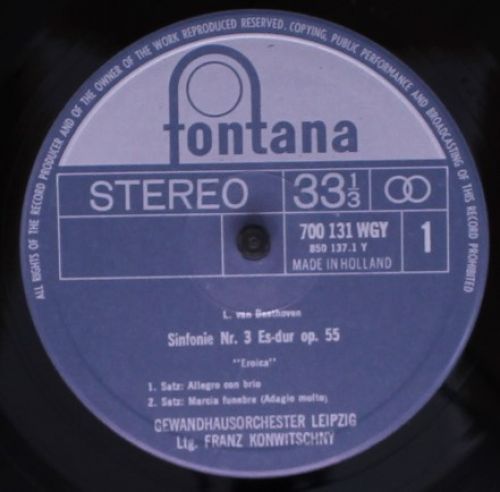 ALL RIGHTS OF THE RECORD PRODUCER AND OF THE OWNER OF THE WORK REPRODUCED RESERVED. COPYING, PUBLIC PERFORMANCE AND BROADCASTING OF THIS RECORD PROHIBITED
fontana
STEREO
33 1/3
700 131 WGY
850 137.1 Y
MADE IN HOLLAND
1
L. van Beethoven
Sinfonie Nr. 3 Es-dur op. 55
"Eroica"
1. Satz: Allegro con brio
2. Satz: Marcia funebre (Adagio molto)
GEWANDHAUSORCHESTER LEIPZIG
Ltg. FRANZ KONWITSCHNY